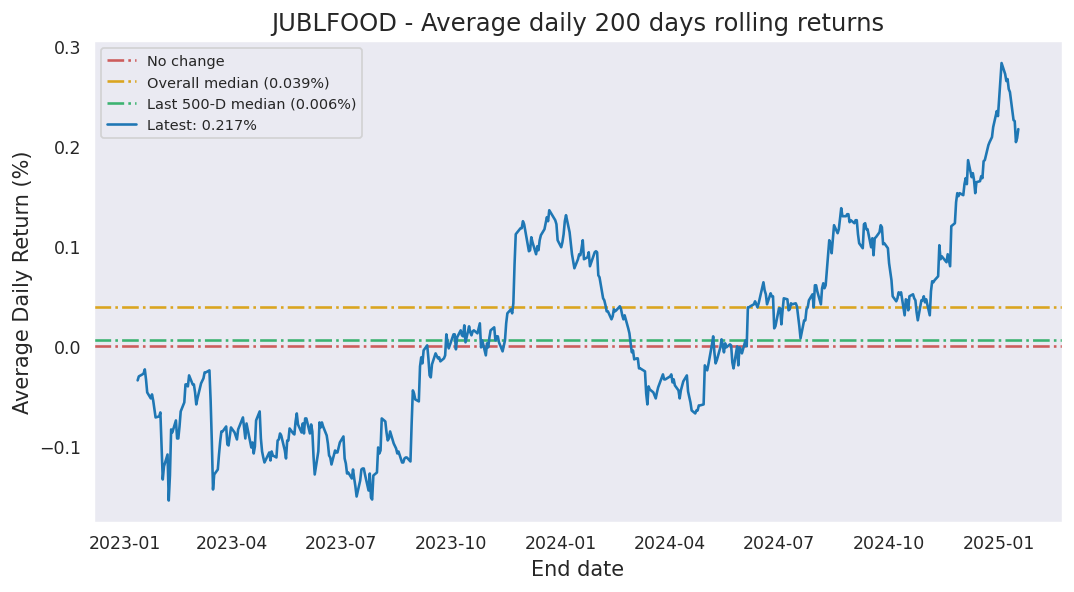 JUBLFOOD - Average daily 200 days rolling returns
No change
Overall median (0.039%)
Last 500-D median (0.006%)
Latest: 0.217%
Average Daily Return (%)
0.3
0.2
0.1
0.0
−0.1
2023-01 2023-04 2023-07 2023-10 2024-01 2024-04 2024-07 2024-10 2025-01
End date